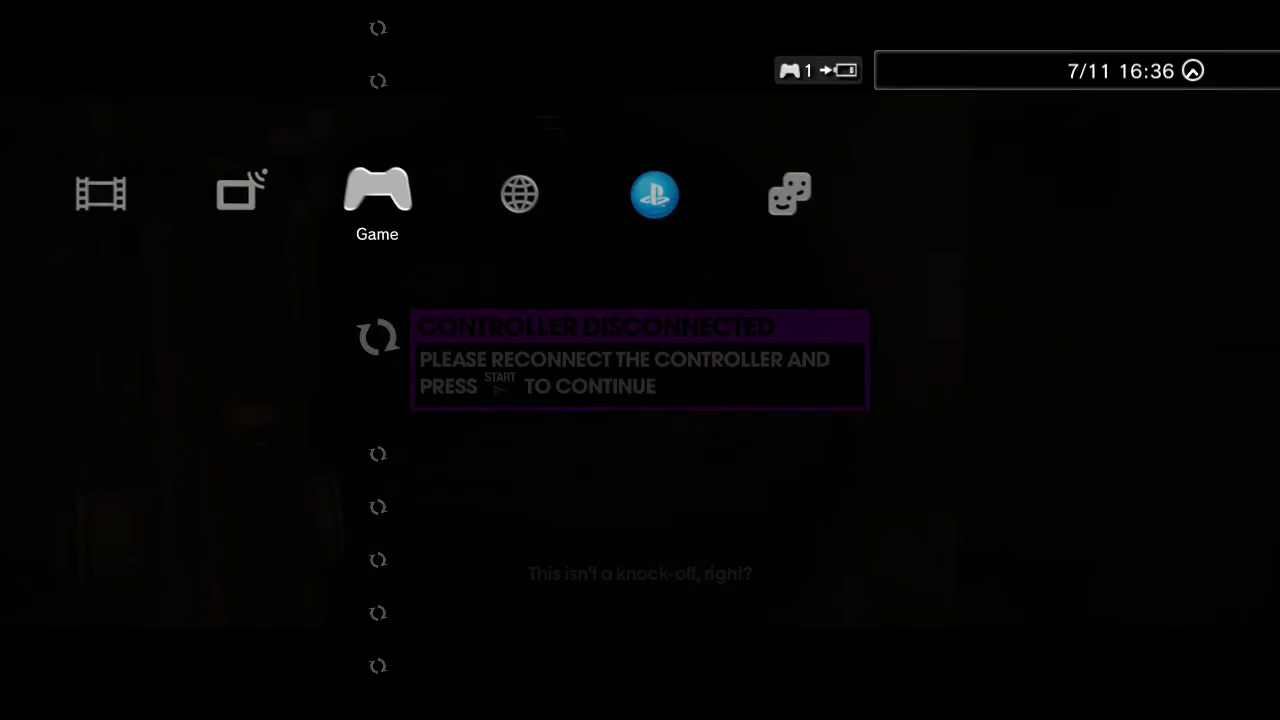 1
7/11 16:36
Game
CONTROLLER DISCONNECTED
PLEASE RECONNECT THE CONTROLLER AND
PRESS START TO CONTINUE
This isn't a knock-off, right?